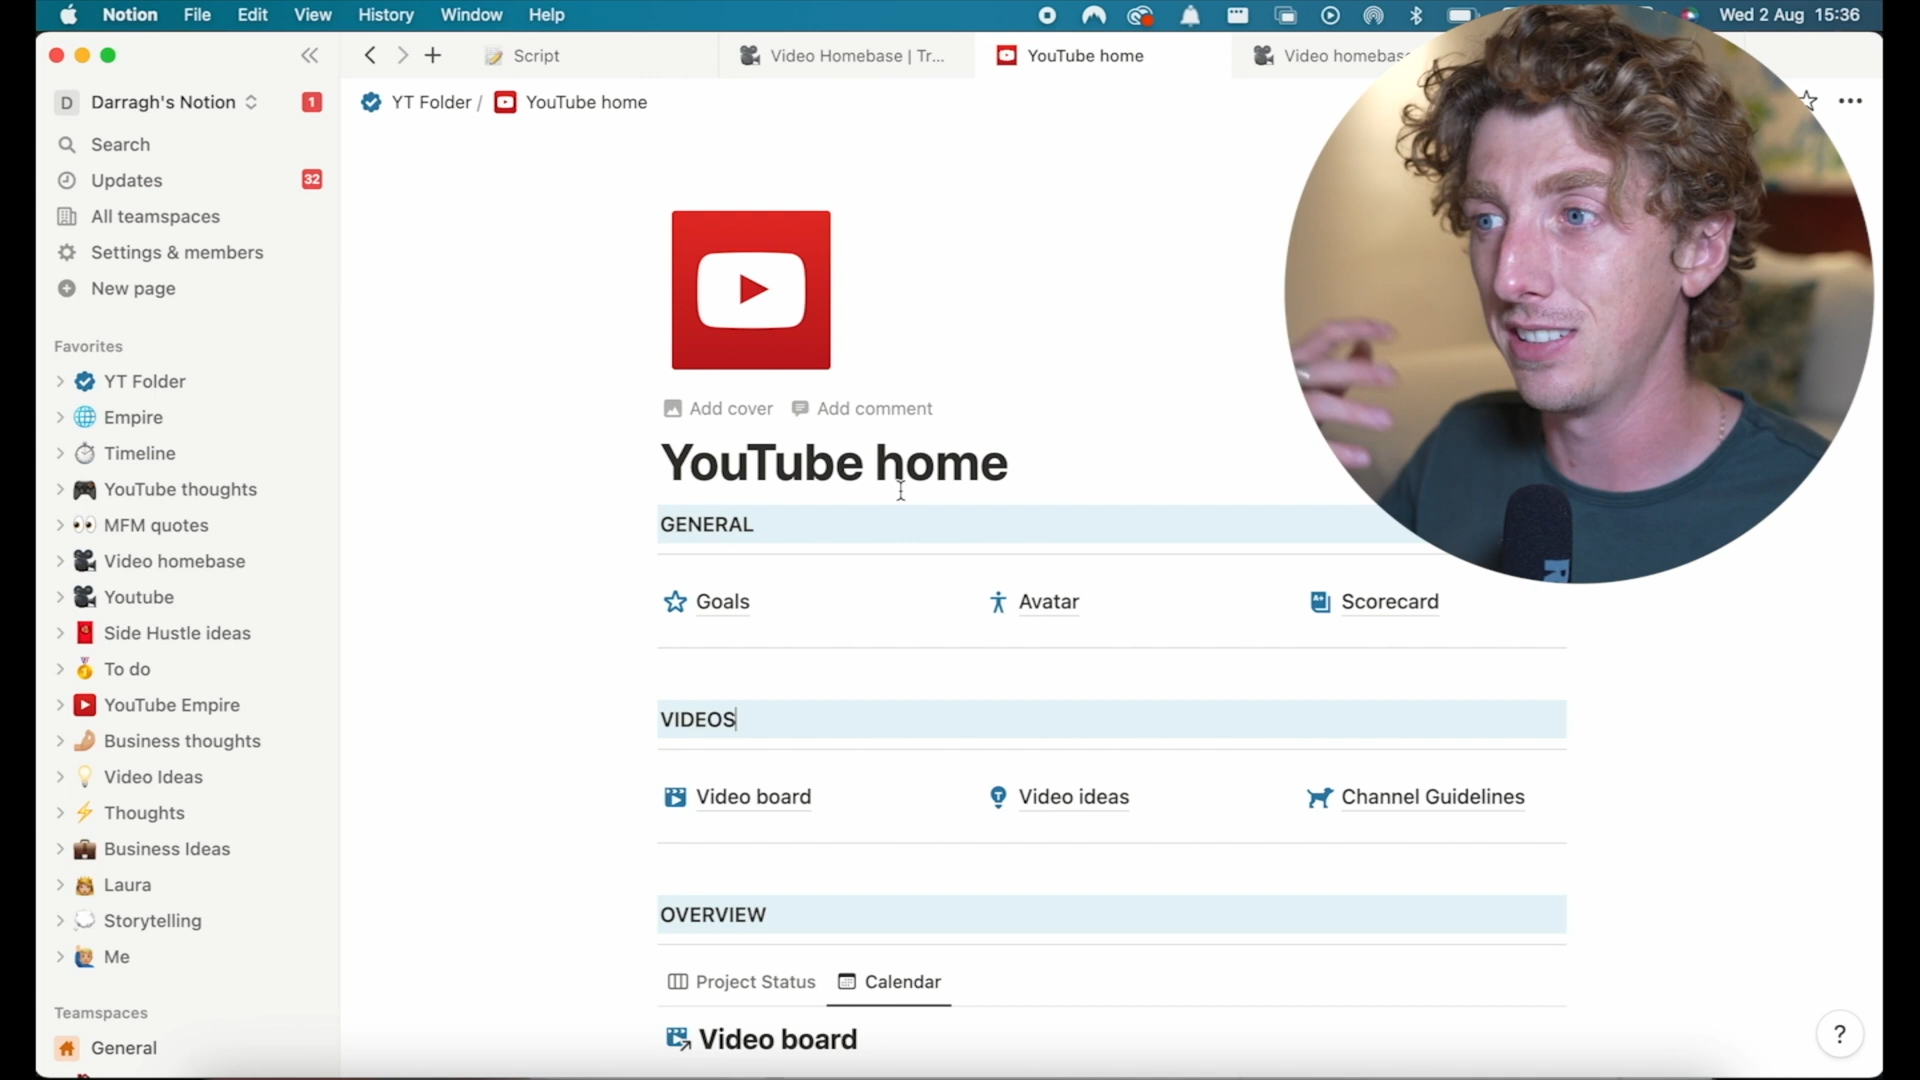 Notion File Edit View History Window Help Wed 2 Aug 15:36
Script Video Homebase | Tr... YouTube home Video homebase
D Darragh's Notion 1
YT Folder / YouTube home
Search
Updates 32
All teamspaces
Settings & members
New page
Favorites
YT Folder
Empire
Timeline
YouTube thoughts
MFM quotes
Video homebase
Youtube
Side Hustle ideas
To do
YouTube Empire
Business thoughts
Video Ideas
Thoughts
Business Ideas
Laura
Storytelling
Me
Teamspaces
General
Add cover Add comment
YouTube home
GENERAL
Goals Avatar Scorecard
VIDEOS
Video board Video ideas Channel Guidelines
OVERVIEW
Project Status Calendar
Video board
?